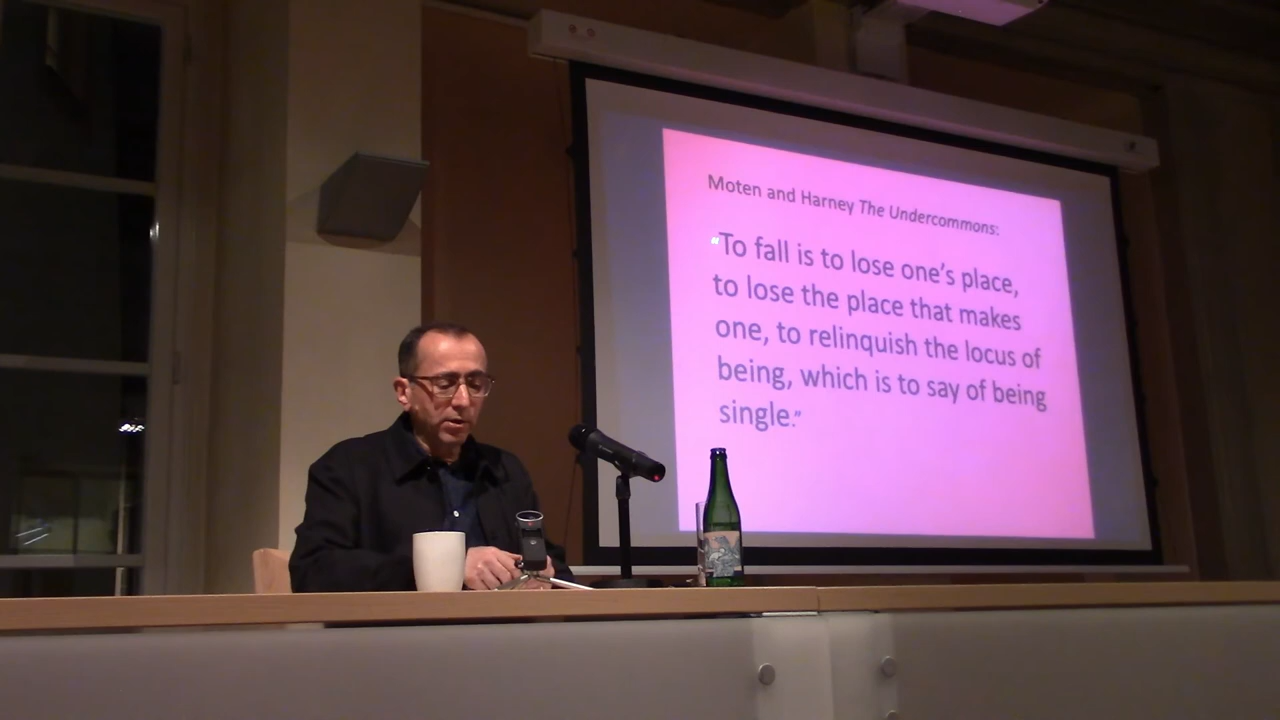 Moten and Harney The Undercommons:
“To fall is to lose one’s place,
to lose the place that makes
one, to relinquish the locus of
being, which is to say of being
single.”